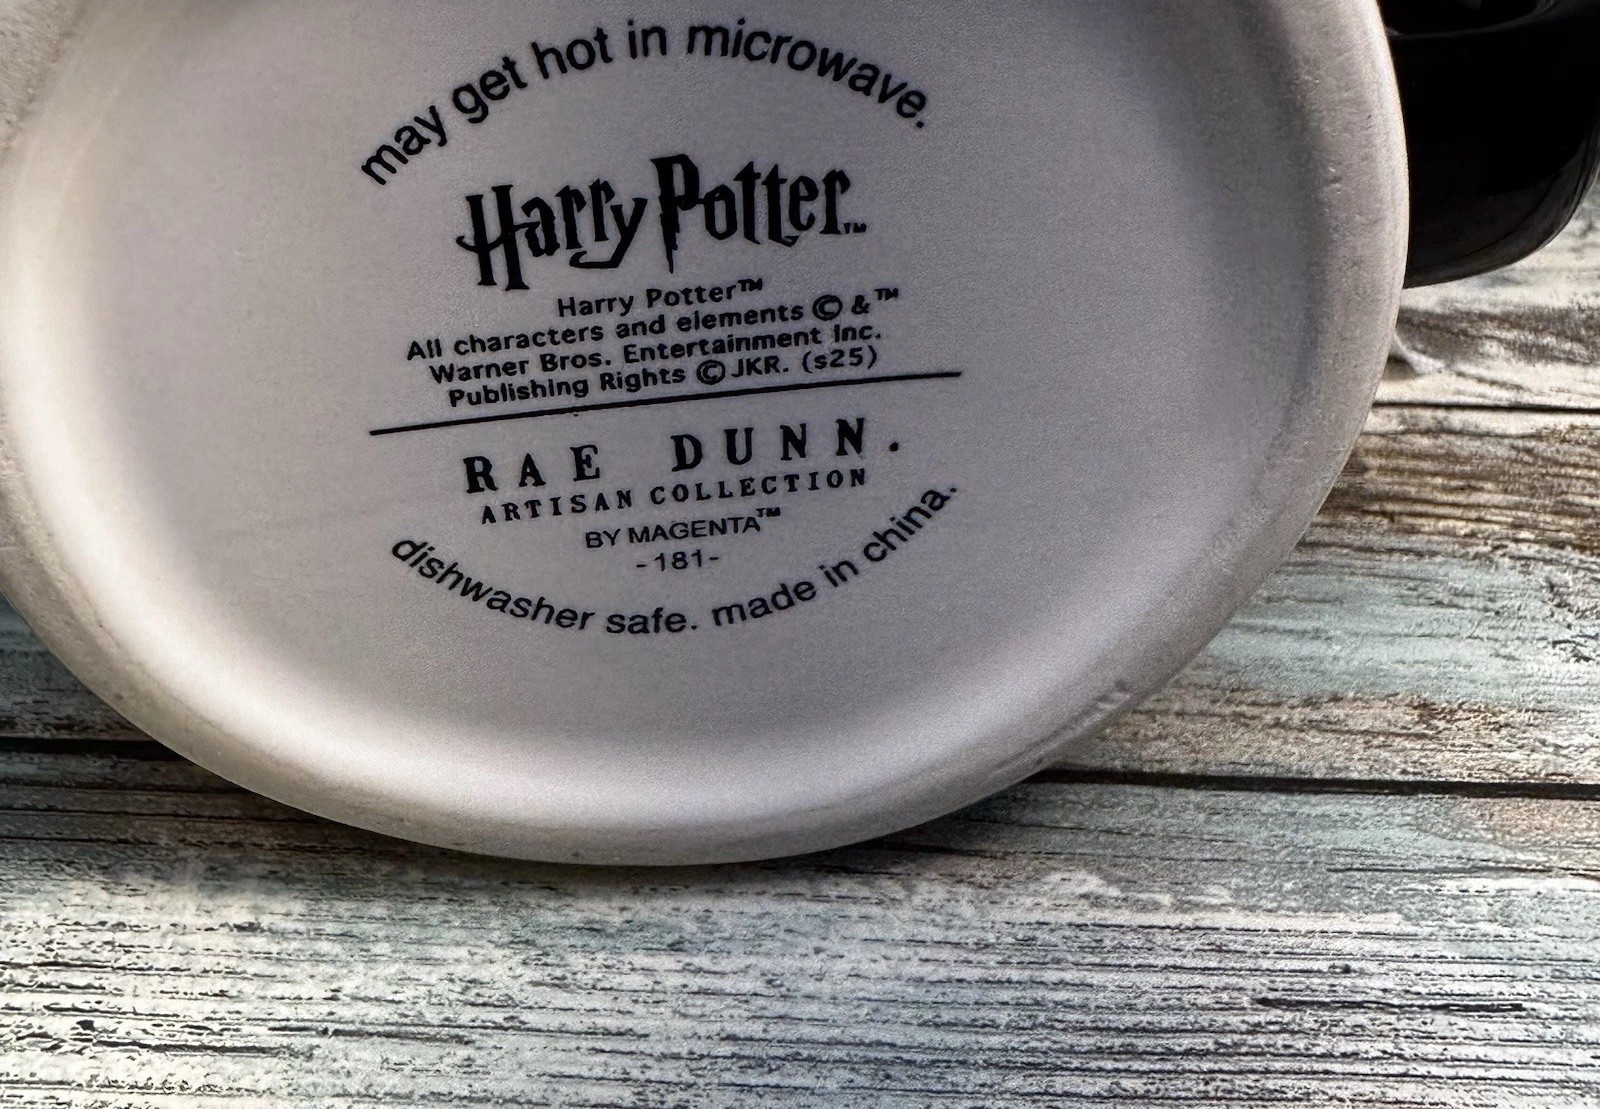 may get hot in microwave.
Harry Potter™
Harry Potter™
All characters and elements © & ™
Warner Bros. Entertainment Inc.
Publishing Rights © JKR. (s25)
RAE DUNN.
ARTISAN COLLECTION
BY MAGENTA™
-181-
dishwasher safe. made in china.